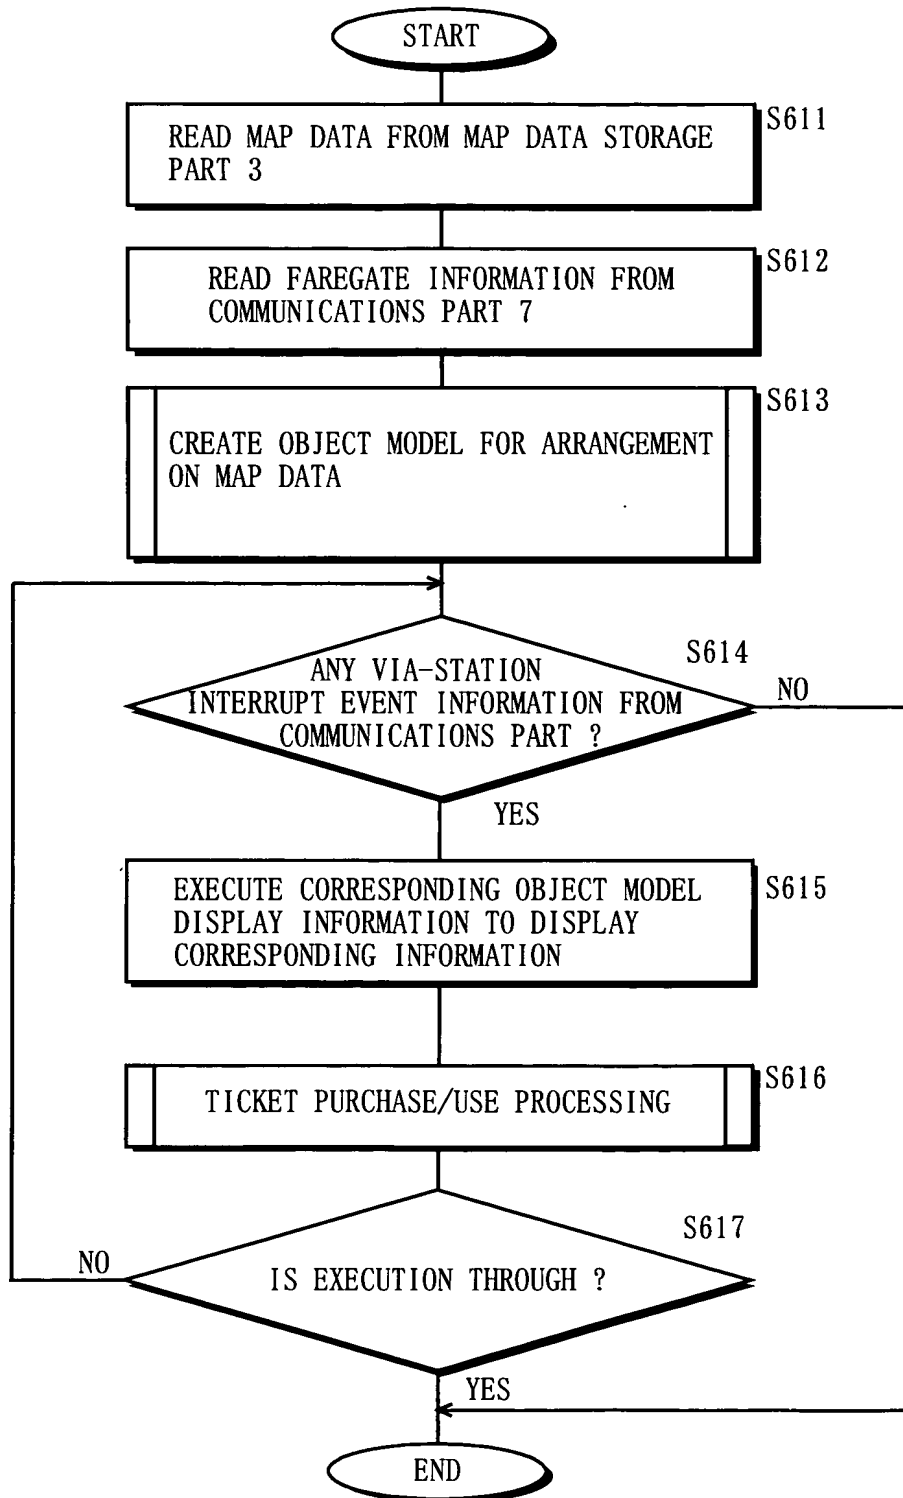 START
S611
READ MAP DATA FROM MAP DATA STORAGE
PART 3
S612
READ FAREGATE INFORMATION FROM
COMMUNICATIONS PART 7
S613
CREATE OBJECT MODEL FOR ARRANGEMENT
ON MAP DATA
S614
ANY VIA-STATION
INTERRUPT EVENT INFORMATION FROM
COMMUNICATIONS PART ?
NO
YES
S615
EXECUTE CORRESPONDING OBJECT MODEL
DISPLAY INFORMATION TO DISPLAY
CORRESPONDING INFORMATION
S616
TICKET PURCHASE/USE PROCESSING
S617
NO
IS EXECUTION THROUGH ?
YES
END